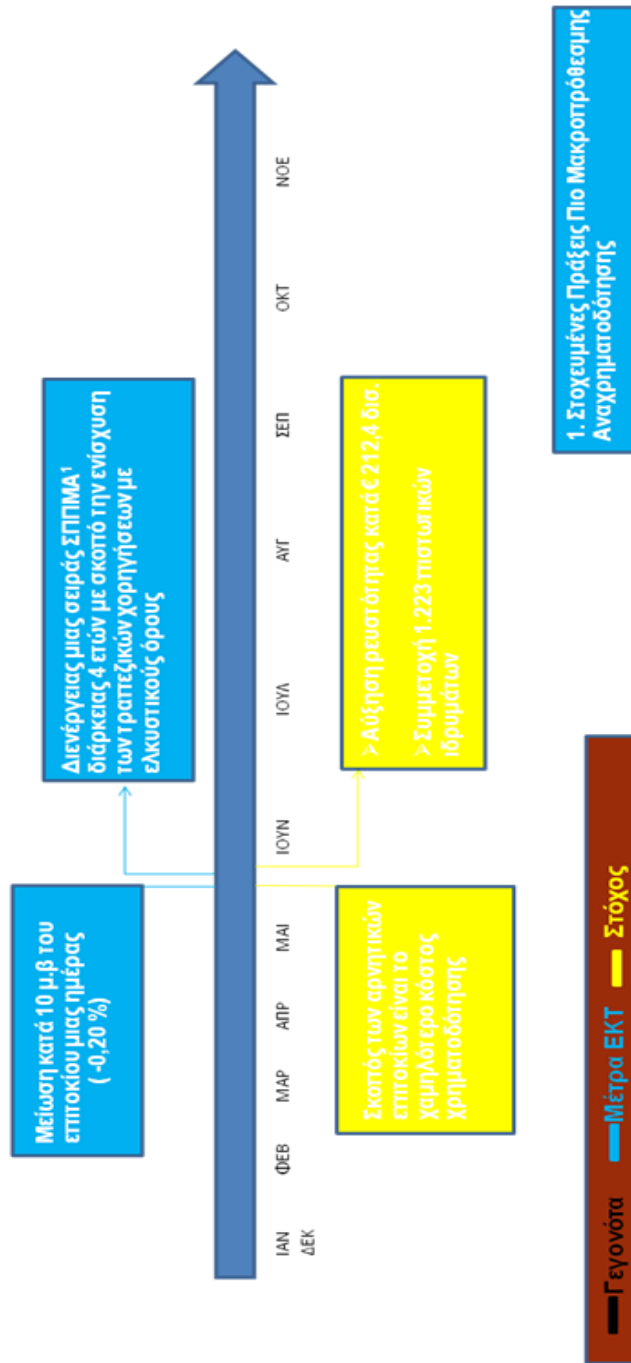 Μείωση κατά 10 μ.β του
επιτοκίου μιας ημέρας
( -0,20 %)
Διενέργειας μιας σειράς ΣΠΠΜΑ¹
διάρκειας 4 ετών με σκοπό την ενίσχυση
των τραπεζικών χορηγήσεων με
ελκυστικούς όρους
ΙΑΝ ΦΕΒ ΜΑΡ ΑΠΡ ΜΑΙ ΙΟΥΝ ΙΟΥΛ ΑΥΓ ΣΕΠ ΟΚΤ ΝΟΕ
ΔΕΚ
Σκοπός των αρνητικών
επιτοκίων είναι το
χαμηλότερο κόστος
χρηματοδότησης
➢ Αύξηση ρευστότητας κατά € 212,4 δισ.
➢ Συμμετοχή 1.223 πιστωτικών
ιδρυμάτων
Γεγονότα Μέτρα ΕΚΤ Στόχος
1. Στοχευμένες Πράξεις Πιο Μακροπρόθεσμης
Αναχρηματοδότησης